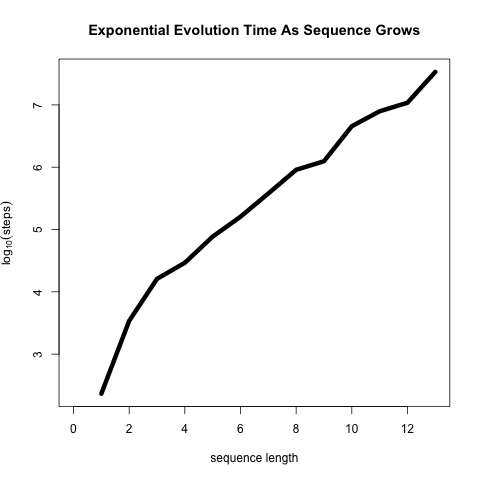 Exponential Evolution Time As Sequence Grows
log₁₀(steps)
7
6
5
4
3
0 2 4 6 8 10 12
sequence length